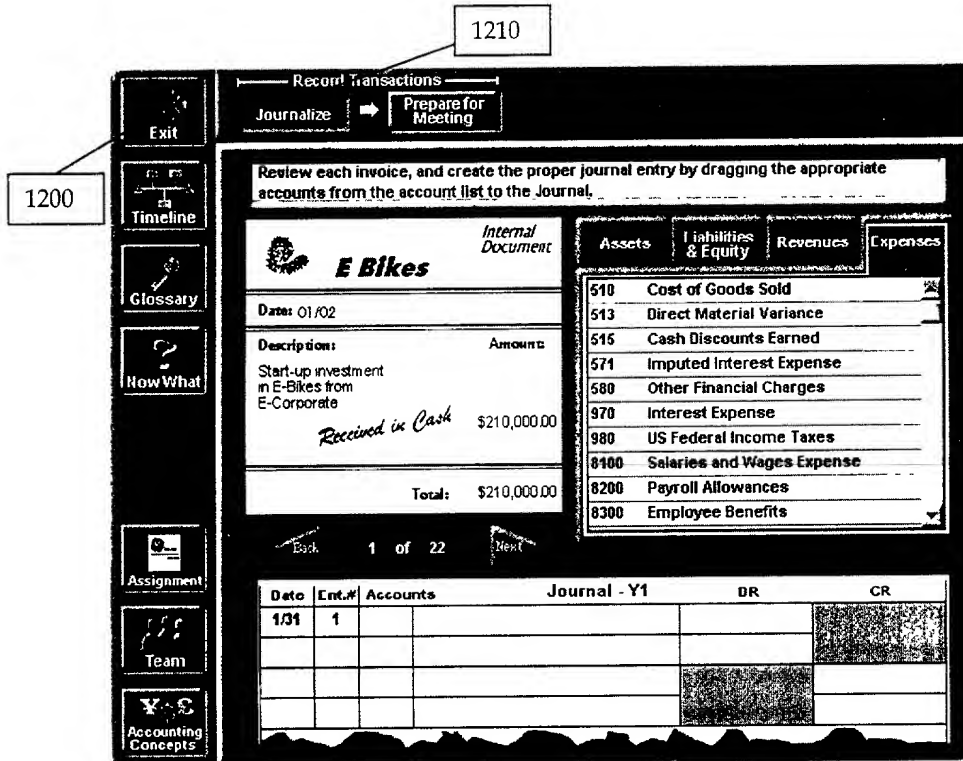 1210
Record Transactions
Journalize
Prepare for
Meeting
Exit
1200
Timeline
Glossary
Now What
Assignment
Team
Accounting
Concepts
Review each invoice, and create the proper journal entry by dragging the appropriate
accounts from the account list to the Journal.
Internal
Document
E Bikes
Date: 01/02
Description: Amount:
Start-up investment
in E-Bikes from
E-Corporate
Received in Cash $210,000.00
Total: $210,000.00
Back 1 of 22 Next
Assets Liabilities & Equity Revenues Expenses
510 Cost of Goods Sold
513 Direct Material Variance
515 Cash Discounts Earned
571 Imputed Interest Expense
580 Other Financial Charges
970 Interest Expense
980 US Federal Income Taxes
8100 Salaries and Wages Expense
8200 Payroll Allowances
8300 Employee Benefits
Date Ent.# Accounts Journal - Y1 DR CR
1/31 1